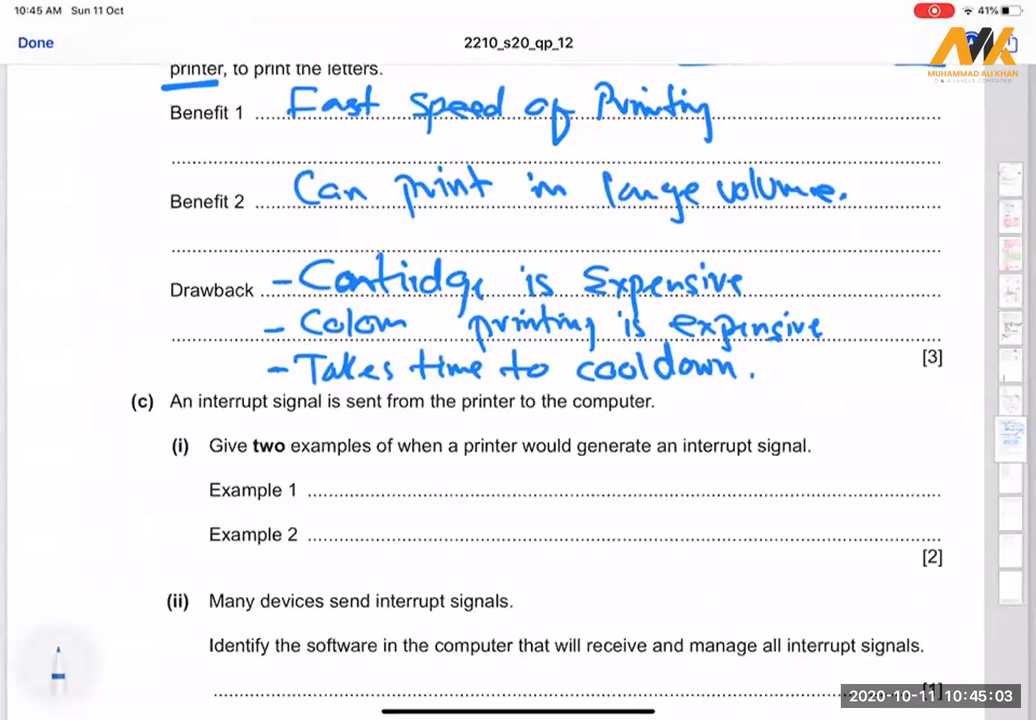 10:45 AM Sun 11 Oct
41%
Done
2210_s20_qp_12
MUHAMMAD ALI KHAN
O & A LEVELS COMPUTER
printer, to print the letters.
Benefit 1 Fast Speed of Printing
Benefit 2 Can print in large volume.
Drawback - Cartridge is Expensive
- Colour printing is expensive
- Takes time to cooldown.
[3]
(c) An interrupt signal is sent from the printer to the computer.
(i) Give two examples of when a printer would generate an interrupt signal.
Example 1
Example 2
[2]
(ii) Many devices send interrupt signals.
Identify the software in the computer that will receive and manage all interrupt signals.
[1]
2020-10-11 10:45:03